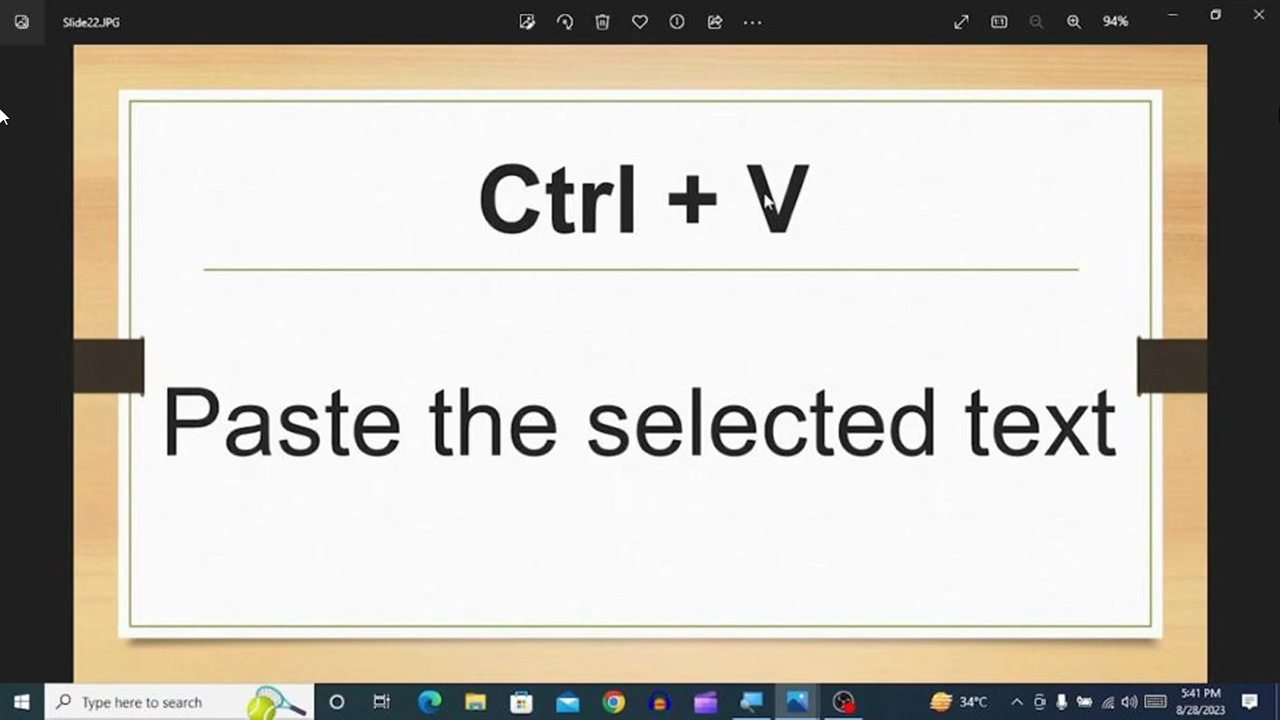 Slide22.JPG
94%
Ctrl + V
Paste the selected text
Type here to search
34°C
5:41 PM
8/28/2023